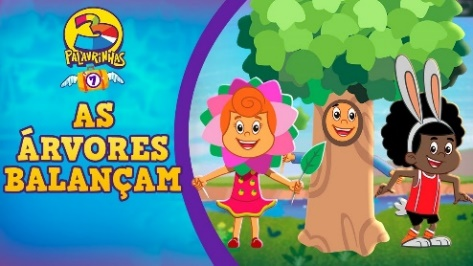 3
PALAVRINHAS
7
AS
ÁRVORES
BALANÇAM